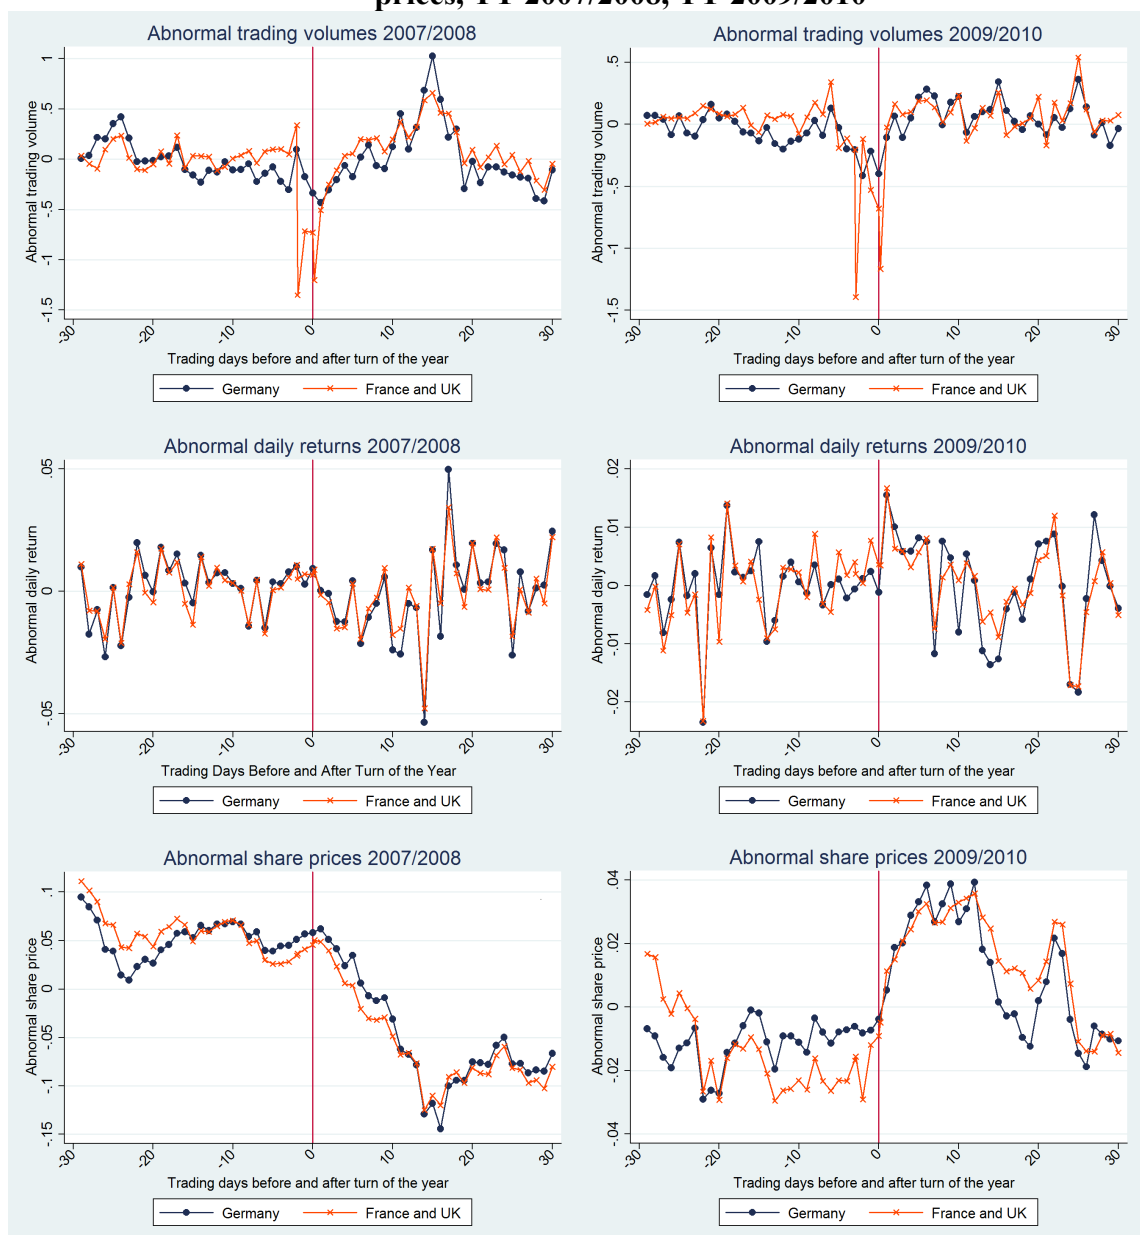 prices, TY 2007/2008, TY 2009/2010
Abnormal trading volumes 2007/2008
Abnormal trading volume
1
.5
0
-.5
-1
-1.5
-30
-20
-10
0
10
20
30
Trading days before and after turn of the year
Germany
France and UK
Abnormal trading volumes 2009/2010
Abnormal trading volume
.5
0
-.5
-1
-1.5
-30
-20
-10
0
10
20
30
Trading days before and after turn of the year
Germany
France and UK
Abnormal daily returns 2007/2008
Abnormal daily return
.05
0
-.05
-30
-20
-10
0
10
20
30
Trading Days Before and After Turn of the Year
Germany
France and UK
Abnormal daily returns 2009/2010
Abnormal daily return
.02
.01
0
-.01
-.02
-30
-20
-10
0
10
20
30
Trading days before and after turn of the year
Germany
France and UK
Abnormal share prices 2007/2008
Abnormal share price
.1
.05
0
-.05
-.1
-.15
-30
-20
-10
0
10
20
30
Trading days before and after turn of the year
Germany
France and UK
Abnormal share prices 2009/2010
Abnormal share price
.04
.02
0
-.02
-.04
-30
-20
-10
0
10
20
30
Trading days before and after turn of the year
Germany
France and UK